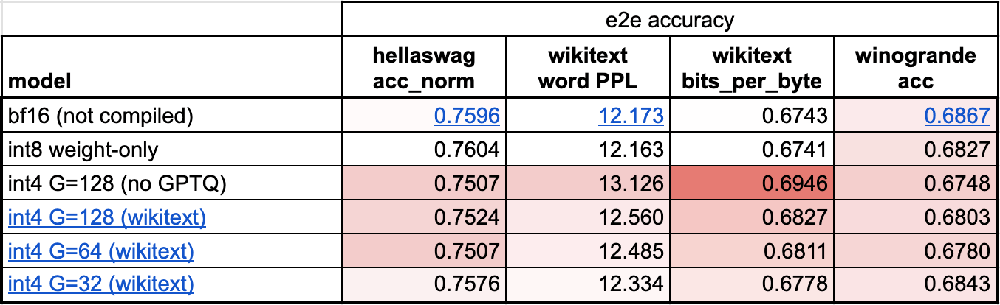 e2e accuracy
model hellaswag acc_norm wikitext word PPL wikitext bits_per_byte winogrande acc
bf16 (not compiled) 0.7596 12.173 0.6743 0.6867
int8 weight-only 0.7604 12.163 0.6741 0.6827
int4 G=128 (no GPTQ) 0.7507 13.126 0.6946 0.6748
int4 G=128 (wikitext) 0.7524 12.560 0.6827 0.6803
int4 G=64 (wikitext) 0.7507 12.485 0.6811 0.6780
int4 G=32 (wikitext) 0.7576 12.334 0.6778 0.6843